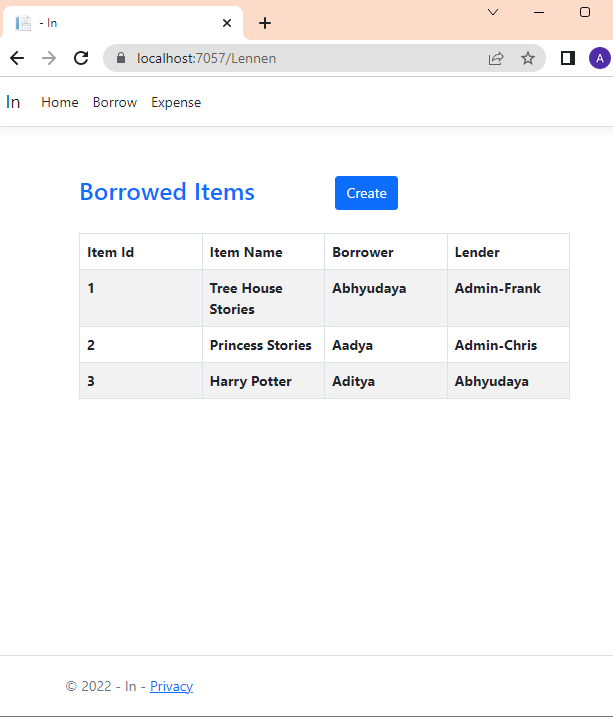 - In
localhost:7057/Lennen
A
In Home Borrow Expense
Borrowed Items Create
Item Id Item Name Borrower Lender
1 Tree House Abhyudaya Admin-Frank
Stories
2 Princess Stories Aadya Admin-Chris
3 Harry Potter Aditya Abhyudaya
© 2022 - In - Privacy